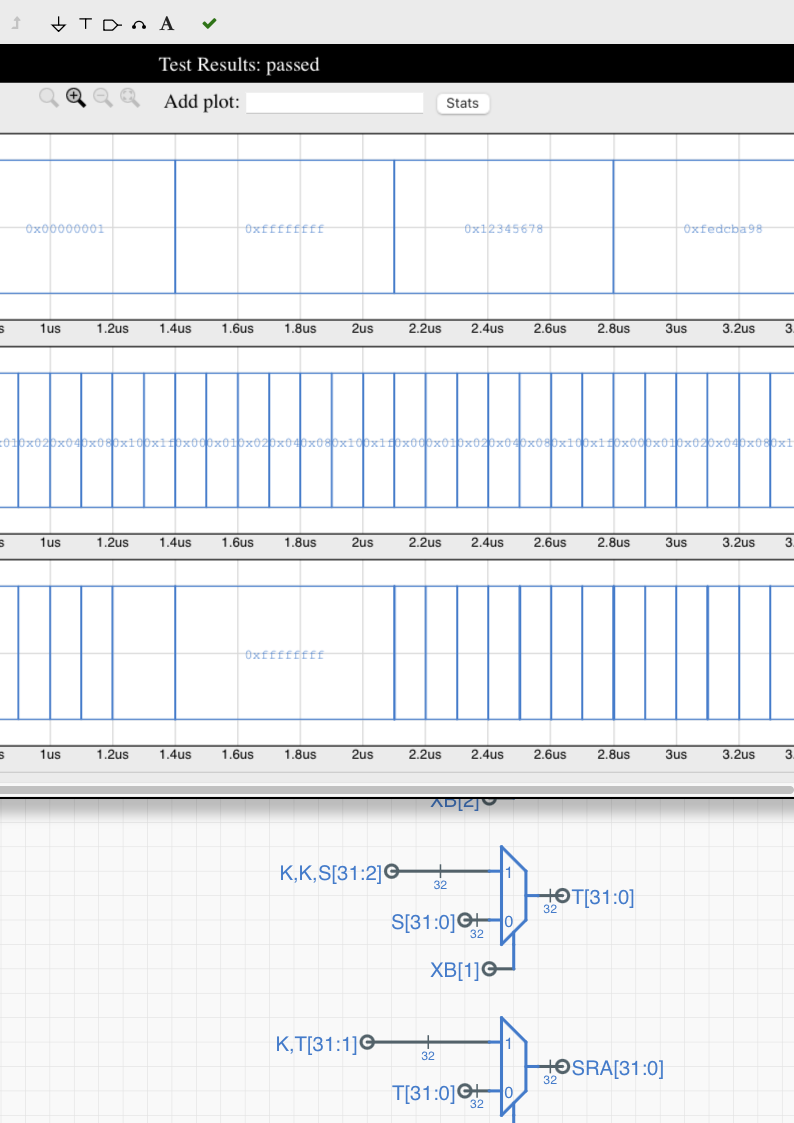 A
Test Results: passed
Add plot:
Stats
0x00000001 0xffffffff 0x12345678 0xfedcba98
s 1us 1.2us 1.4us 1.6us 1.8us 2us 2.2us 2.4us 2.6us 2.8us 3us 3.2us 3.
x01 0x02 0x04 0x08 0x10 0x1f 0x00 0x01 0x02 0x04 0x08 0x10 0x1f 0x00 0x01 0x02 0x04 0x08 0x10 0x1f 0x00 0x01 0x02 0x04 0x08 0x1
s 1us 1.2us 1.4us 1.6us 1.8us 2us 2.2us 2.4us 2.6us 2.8us 3us 3.2us 3.
0xffffffff
s 1us 1.2us 1.4us 1.6us 1.8us 2us 2.2us 2.4us 2.6us 2.8us 3us 3.2us 3.
XB[2]
K,K,S[31:2] 32 1
32 T[31:0]
S[31:0] 32 0
XB[1]
K,T[31:1] 32 1
32 SRA[31:0]
T[31:0] 32 0